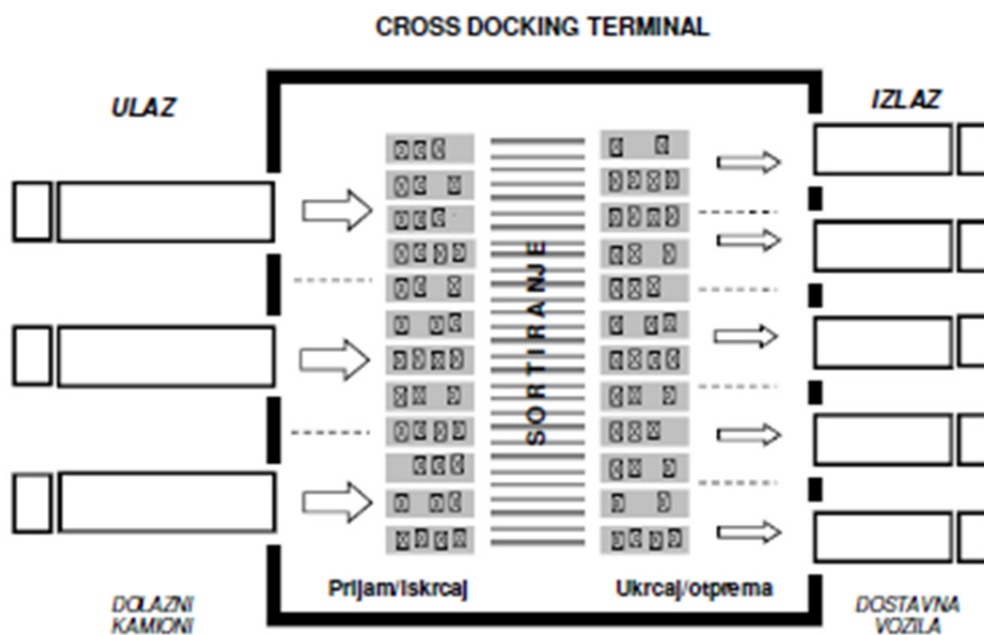 CROSS DOCKING TERMINAL
ULAZ
IZLAZ
SORTIRANJE
Prijam/Iskrcaj
Ukrcaj/otprema
DOLAZNI
KAMIONI
DOSTAVNA
VOZILA